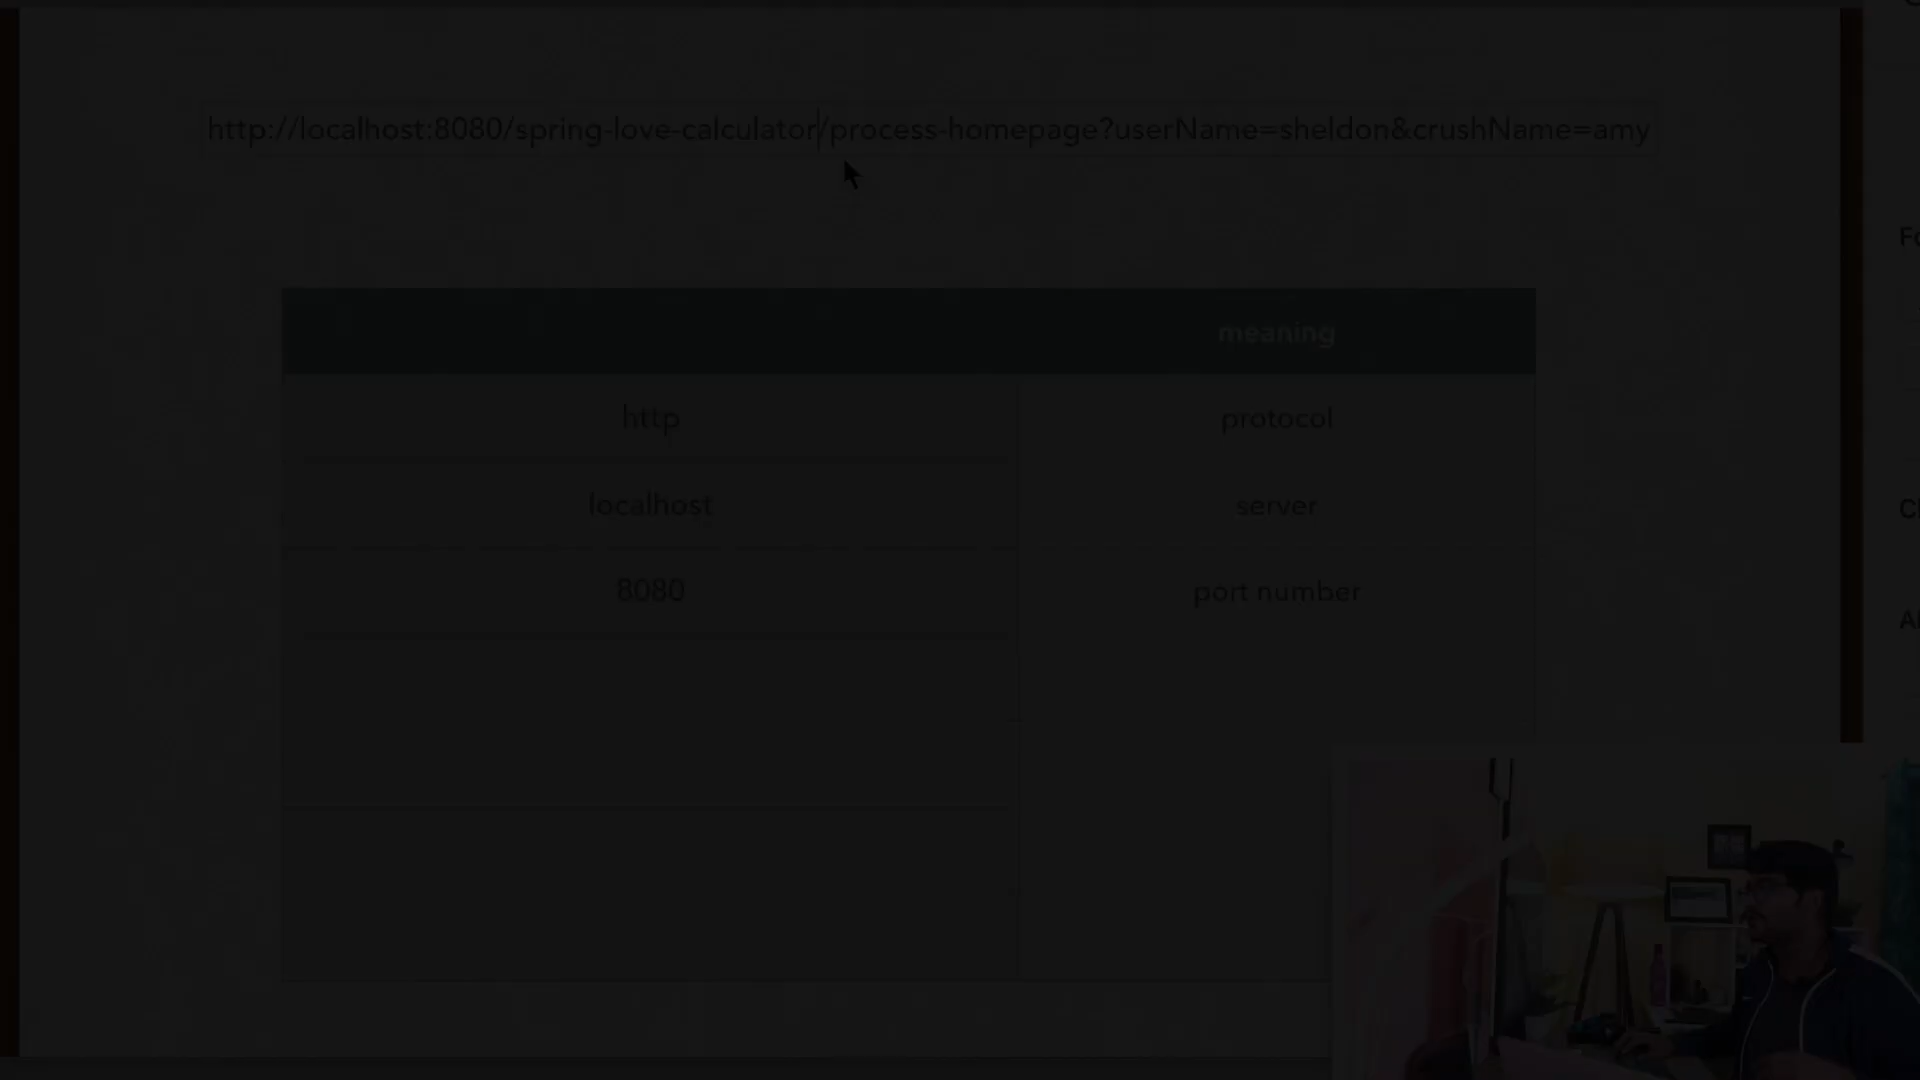 http://localhost:8080/spring-love-calculator/process-homepage?userName=sheldon&crushName=amy
meaning
http protocol
localhost server
8080 port number